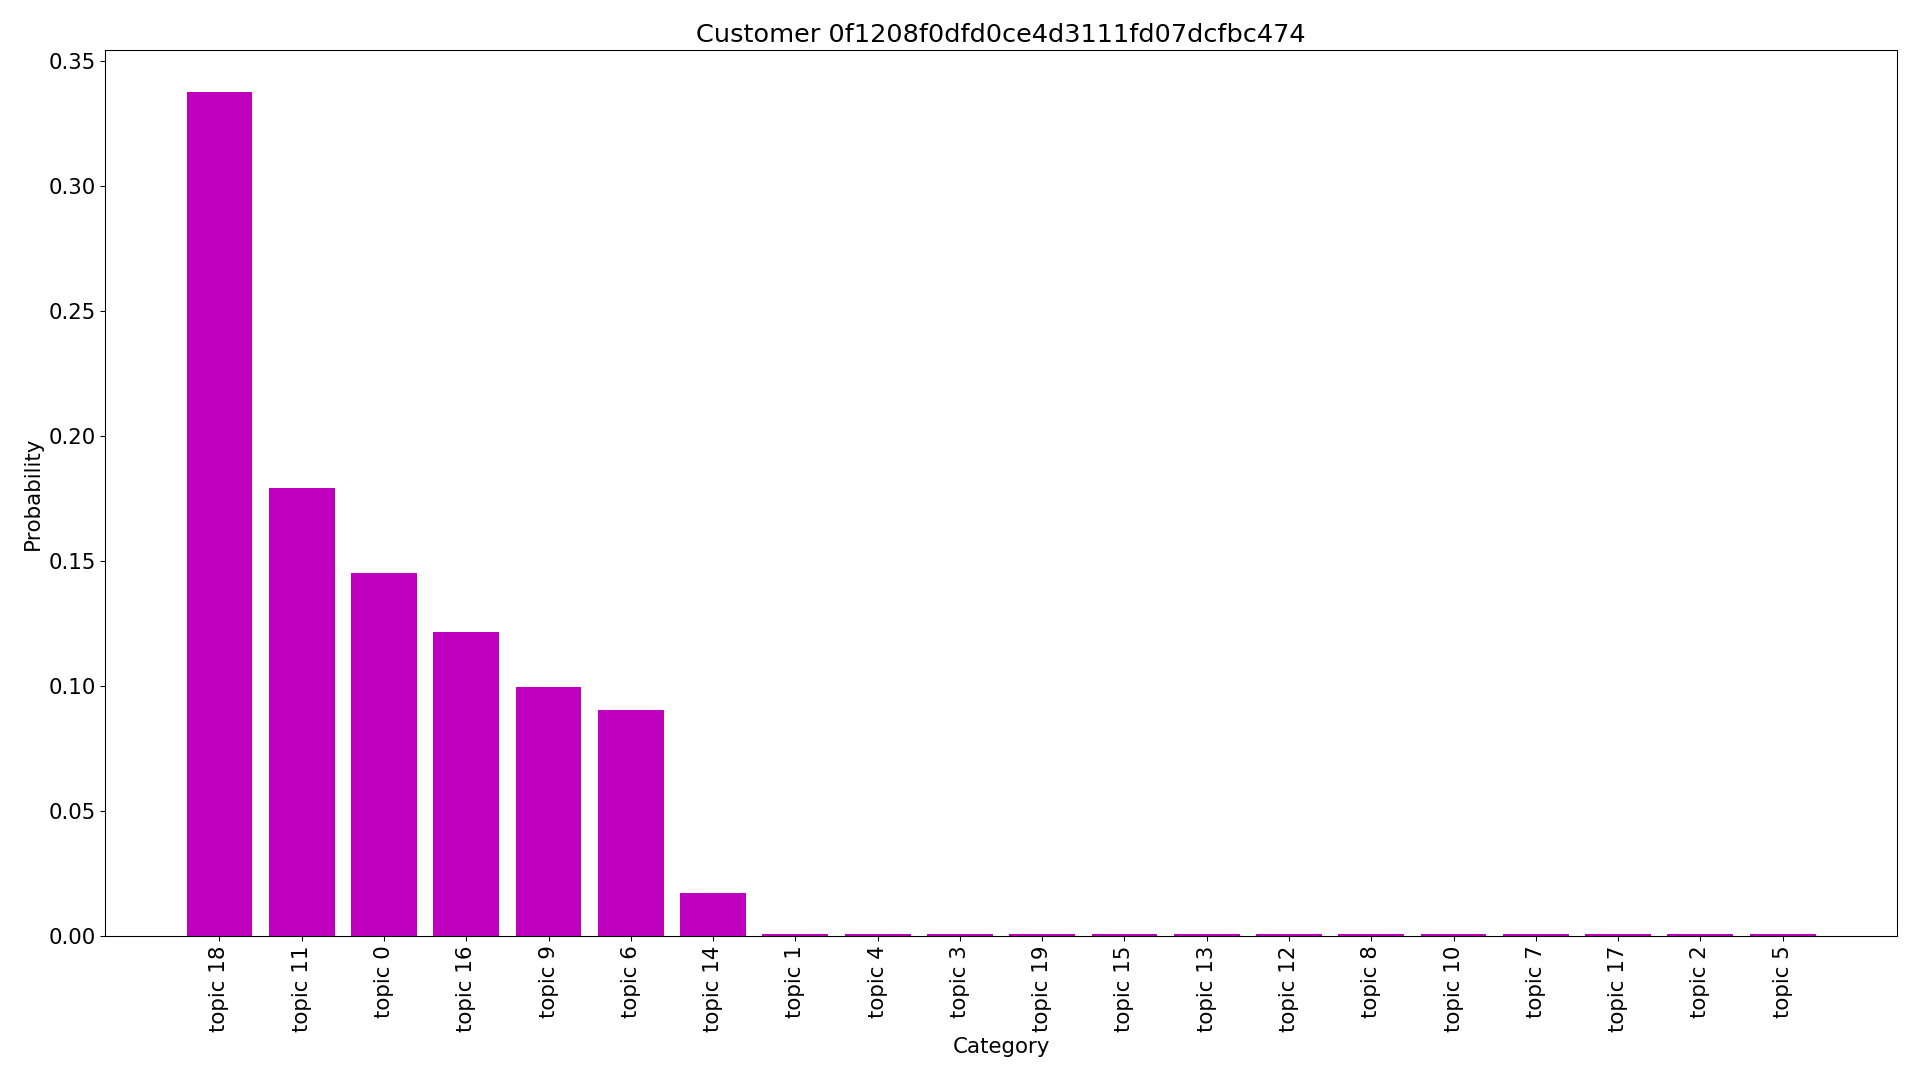 Customer 0f1208f0dfd0ce4d3111fd07dcfbc474
0.35
0.30
0.25
0.20
0.15
0.10
0.05
0.00
Probability
topic 18
topic 11
topic 0
topic 16
topic 9
topic 6
topic 14
topic 1
topic 4
topic 3
topic 19
topic 15
topic 13
topic 12
topic 8
topic 10
topic 7
topic 17
topic 2
topic 5
Category